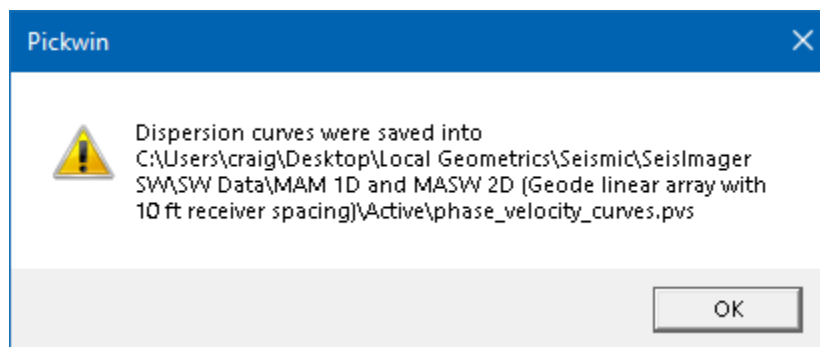 Pickwin
Dispersion curves were saved into
C:\Users\craig\Desktop\Local Geometrics\Seismic\SeisImager
SW\SW Data\MAM 1D and MASW 2D (Geode linear array with
10 ft receiver spacing)\Active\phase_velocity_curves.pvs
OK